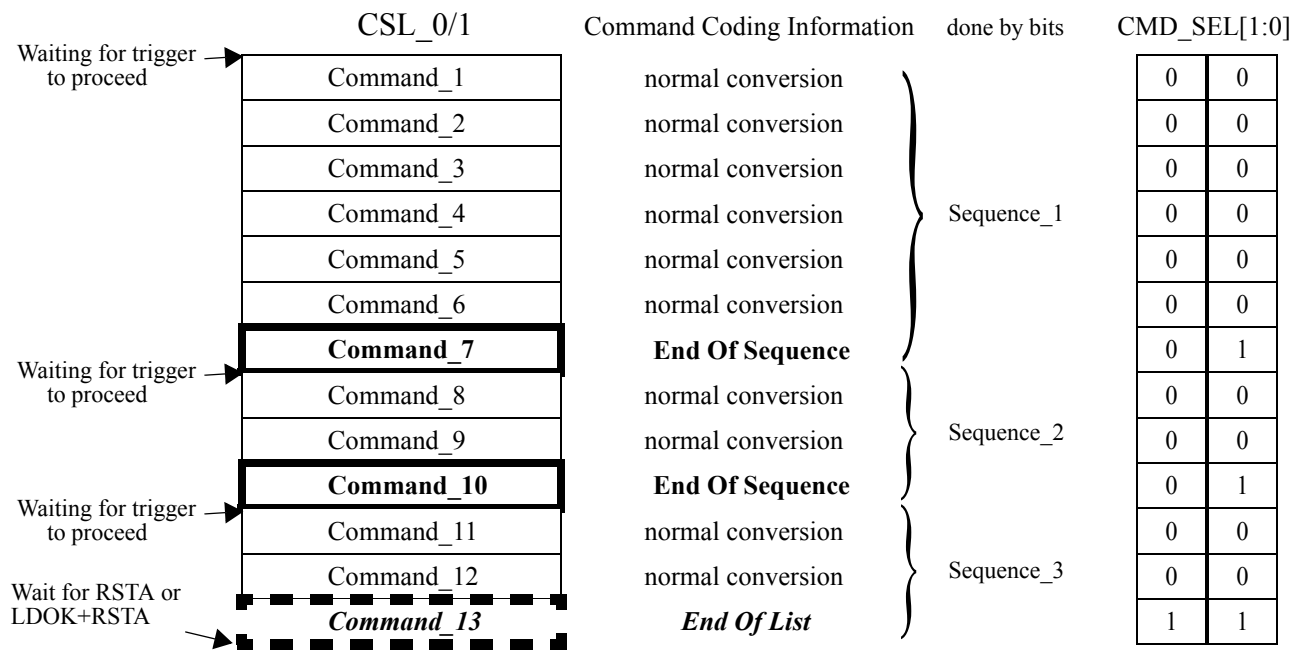 CSL_0/1 Command Coding Information done by bits CMD_SEL[1:0]
Waiting for trigger
to proceed
Command_1 normal conversion 0 0
Command_2 normal conversion 0 0
Command_3 normal conversion 0 0
Command_4 normal conversion Sequence_1 0 0
Command_5 normal conversion 0 0
Command_6 normal conversion 0 0
Command_7 End Of Sequence 0 1
Waiting for trigger
to proceed
Command_8 normal conversion 0 0
Command_9 normal conversion Sequence_2 0 0
Command_10 End Of Sequence 0 1
Waiting for trigger
to proceed
Command_11 normal conversion 0 0
Command_12 normal conversion Sequence_3 0 0
Wait for RSTA or
LDOK+RSTA
Command_13 End Of List 1 1